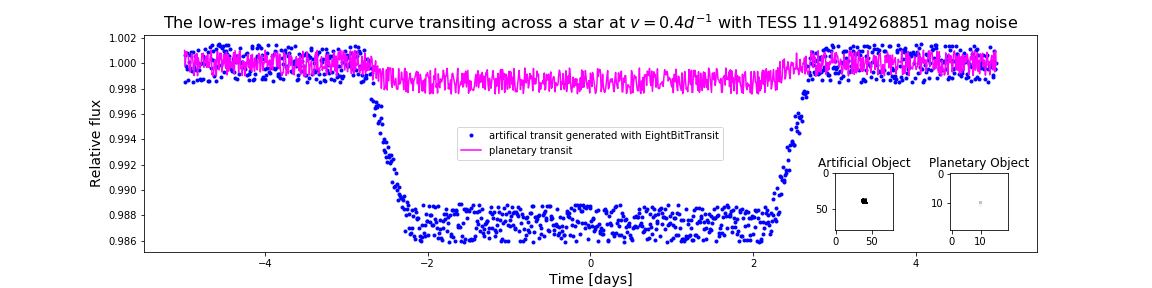 The low-res image's light curve transiting across a star at v = 0.4d⁻¹ with TESS 11.9149268851 mag noise
Relative flux
1.002
1.000
0.998
0.996
0.994
0.992
0.990
0.988
0.986
artifical transit generated with EightBitTransit
planetary transit
Artificial Object
0
50
0 50
Planetary Object
0
10
0 10
−4 −2 0 2 4
Time [days]